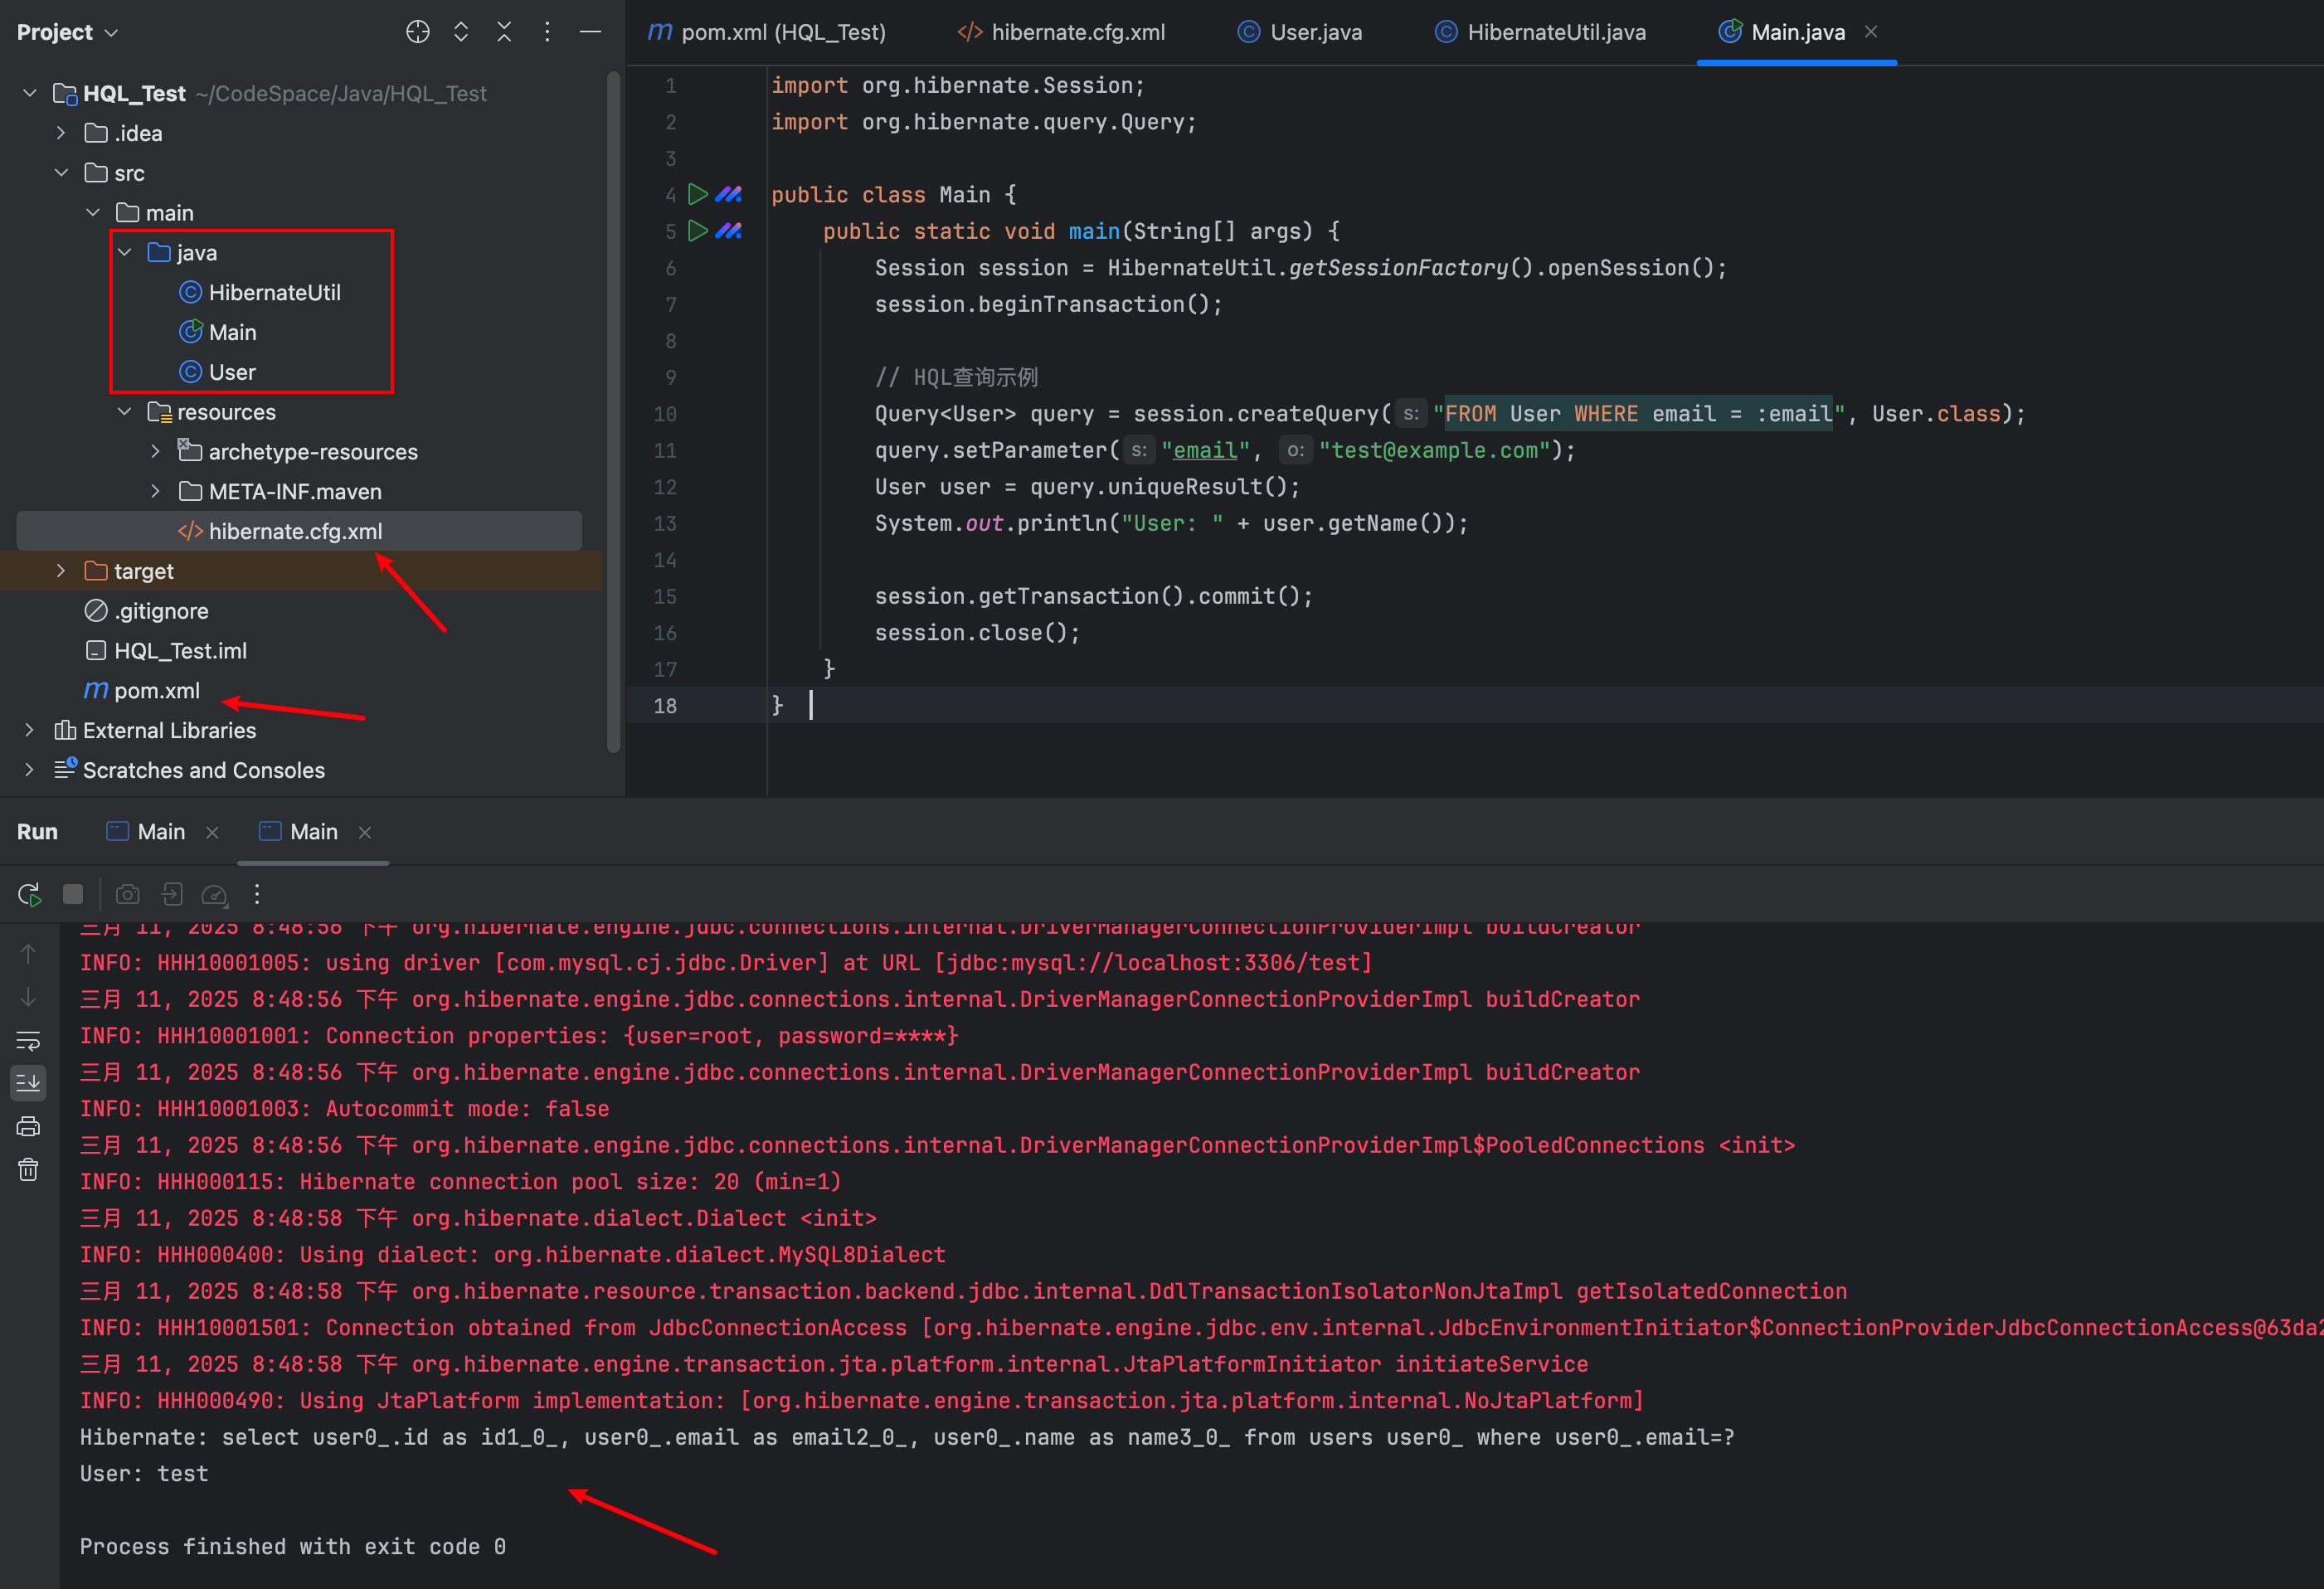 Project
HQL_Test ~/CodeSpace/Java/HQL_Test
.idea
src
main
java
HibernateUtil
Main
User
resources
archetype-resources
META-INF.maven
hibernate.cfg.xml
target
.gitignore
HQL_Test.iml
pom.xml
External Libraries
Scratches and Consoles
pom.xml (HQL_Test) hibernate.cfg.xml User.java HibernateUtil.java Main.java
1 import org.hibernate.Session;
2 import org.hibernate.query.Query;
3
4 public class Main {
5 public static void main(String[] args) {
6 Session session = HibernateUtil.getSessionFactory().openSession();
7 session.beginTransaction();
8
9 // HQL查询示例
10 Query<User> query = session.createQuery( s: "FROM User WHERE email = :email", User.class);
11 query.setParameter( s: "email", o: "test@example.com");
12 User user = query.uniqueResult();
13 System.out.println("User: " + user.getName());
14
15 session.getTransaction().commit();
16 session.close();
17 }
18 }
Run Main Main
三月 11, 2025 8:48:56 下午 org.hibernate.engine.jdbc.connections.internal.DriverManagerConnectionProviderImpl buildCreator
INFO: HHH10001005: using driver [com.mysql.cj.jdbc.Driver] at URL [jdbc:mysql://localhost:3306/test]
三月 11, 2025 8:48:56 下午 org.hibernate.engine.jdbc.connections.internal.DriverManagerConnectionProviderImpl buildCreator
INFO: HHH10001001: Connection properties: {user=root, password=****}
三月 11, 2025 8:48:56 下午 org.hibernate.engine.jdbc.connections.internal.DriverManagerConnectionProviderImpl buildCreator
INFO: HHH10001003: Autocommit mode: false
三月 11, 2025 8:48:56 下午 org.hibernate.engine.jdbc.connections.internal.DriverManagerConnectionProviderImpl$PooledConnections <init>
INFO: HHH000115: Hibernate connection pool size: 20 (min=1)
三月 11, 2025 8:48:58 下午 org.hibernate.dialect.Dialect <init>
INFO: HHH000400: Using dialect: org.hibernate.dialect.MySQL8Dialect
三月 11, 2025 8:48:58 下午 org.hibernate.resource.transaction.backend.jdbc.internal.DdlTransactionIsolatorNonJtaImpl getIsolatedConnection
INFO: HHH10001501: Connection obtained from JdbcConnectionAccess [org.hibernate.engine.jdbc.env.internal.JdbcEnvironmentInitiator$ConnectionProviderJdbcConnectionAccess@63da2
三月 11, 2025 8:48:58 下午 org.hibernate.engine.transaction.jta.platform.internal.JtaPlatformInitiator initiateService
INFO: HHH000490: Using JtaPlatform implementation: [org.hibernate.engine.transaction.jta.platform.internal.NoJtaPlatform]
Hibernate: select user0_.id as id1_0_, user0_.email as email2_0_, user0_.name as name3_0_ from users user0_ where user0_.email=?
User: test
Process finished with exit code 0